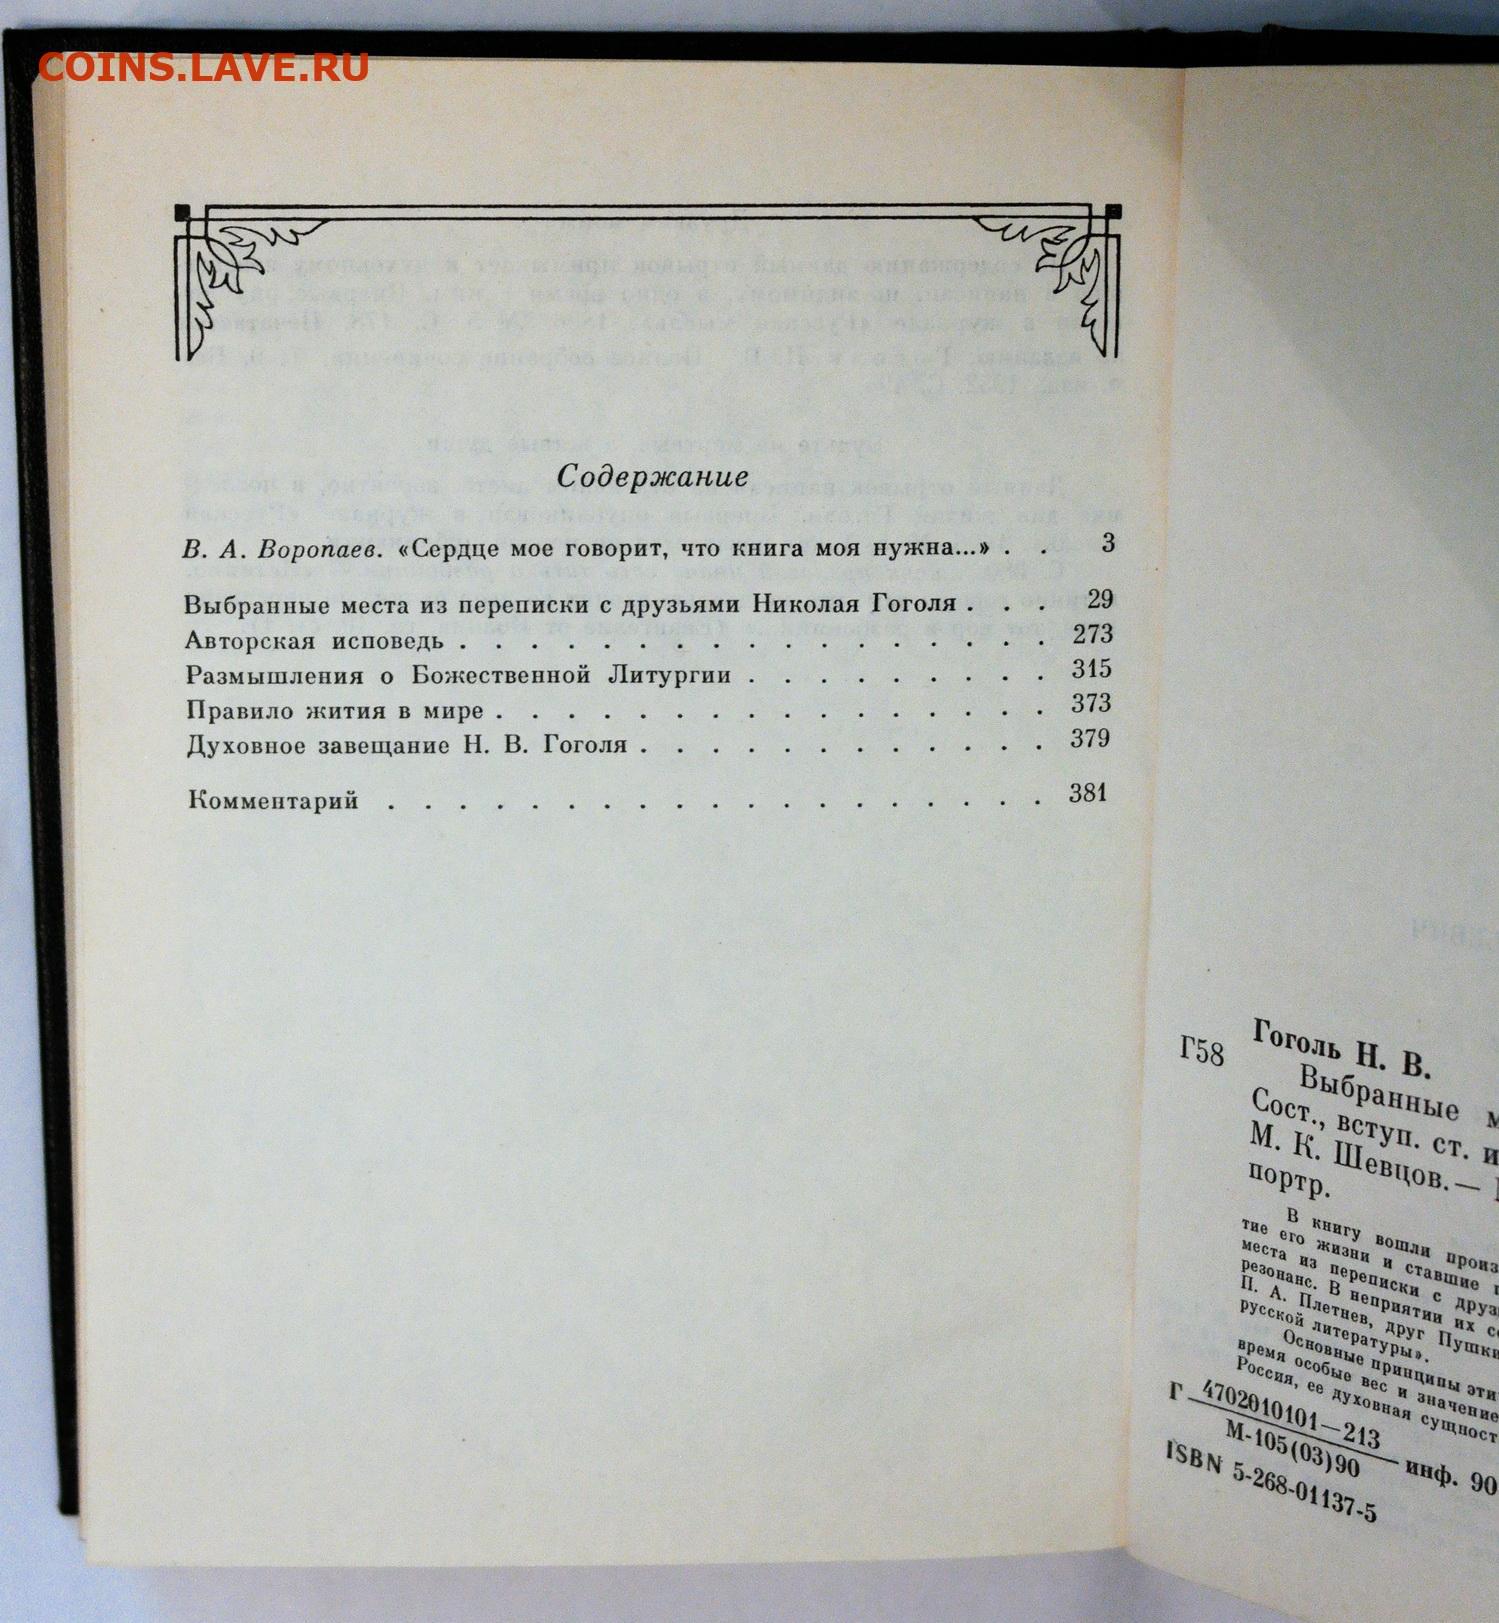 COINS.LAVE.RU
Содержание
В. А. Воропаев. «Сердце мое говорит, что книга моя нужна...» . . 3
Выбранные места из переписки с друзьями Николая Гоголя . . . 29
Авторская исповедь . . . . . . . . . . . . . . . . . 273
Размышления о Божественной Литургии . . . . . . . . . 315
Правило жития в мире . . . . . . . . . . . . . . . . 373
Духовное завещание Н. В. Гоголя . . . . . . . . . . . . 379
Комментарий . . . . . . . . . . . . . . . . . . . 381
Гоголь Н. В.
Г58
Выбранные
Сост., вступ. ст. и
М. К. Шевцов.—
портр.
В книгу вошли
тие его жизни и ставшие
места из переписки с
резонанс. В неприятии их
П. А. Плетнев, друг
русской литературы».
Основные принципы
время особые вес и значение
Россия, ее духовная
Г 4702010101—213
М-105(03)90
инф. 90
ISBN 5-268-01137-5